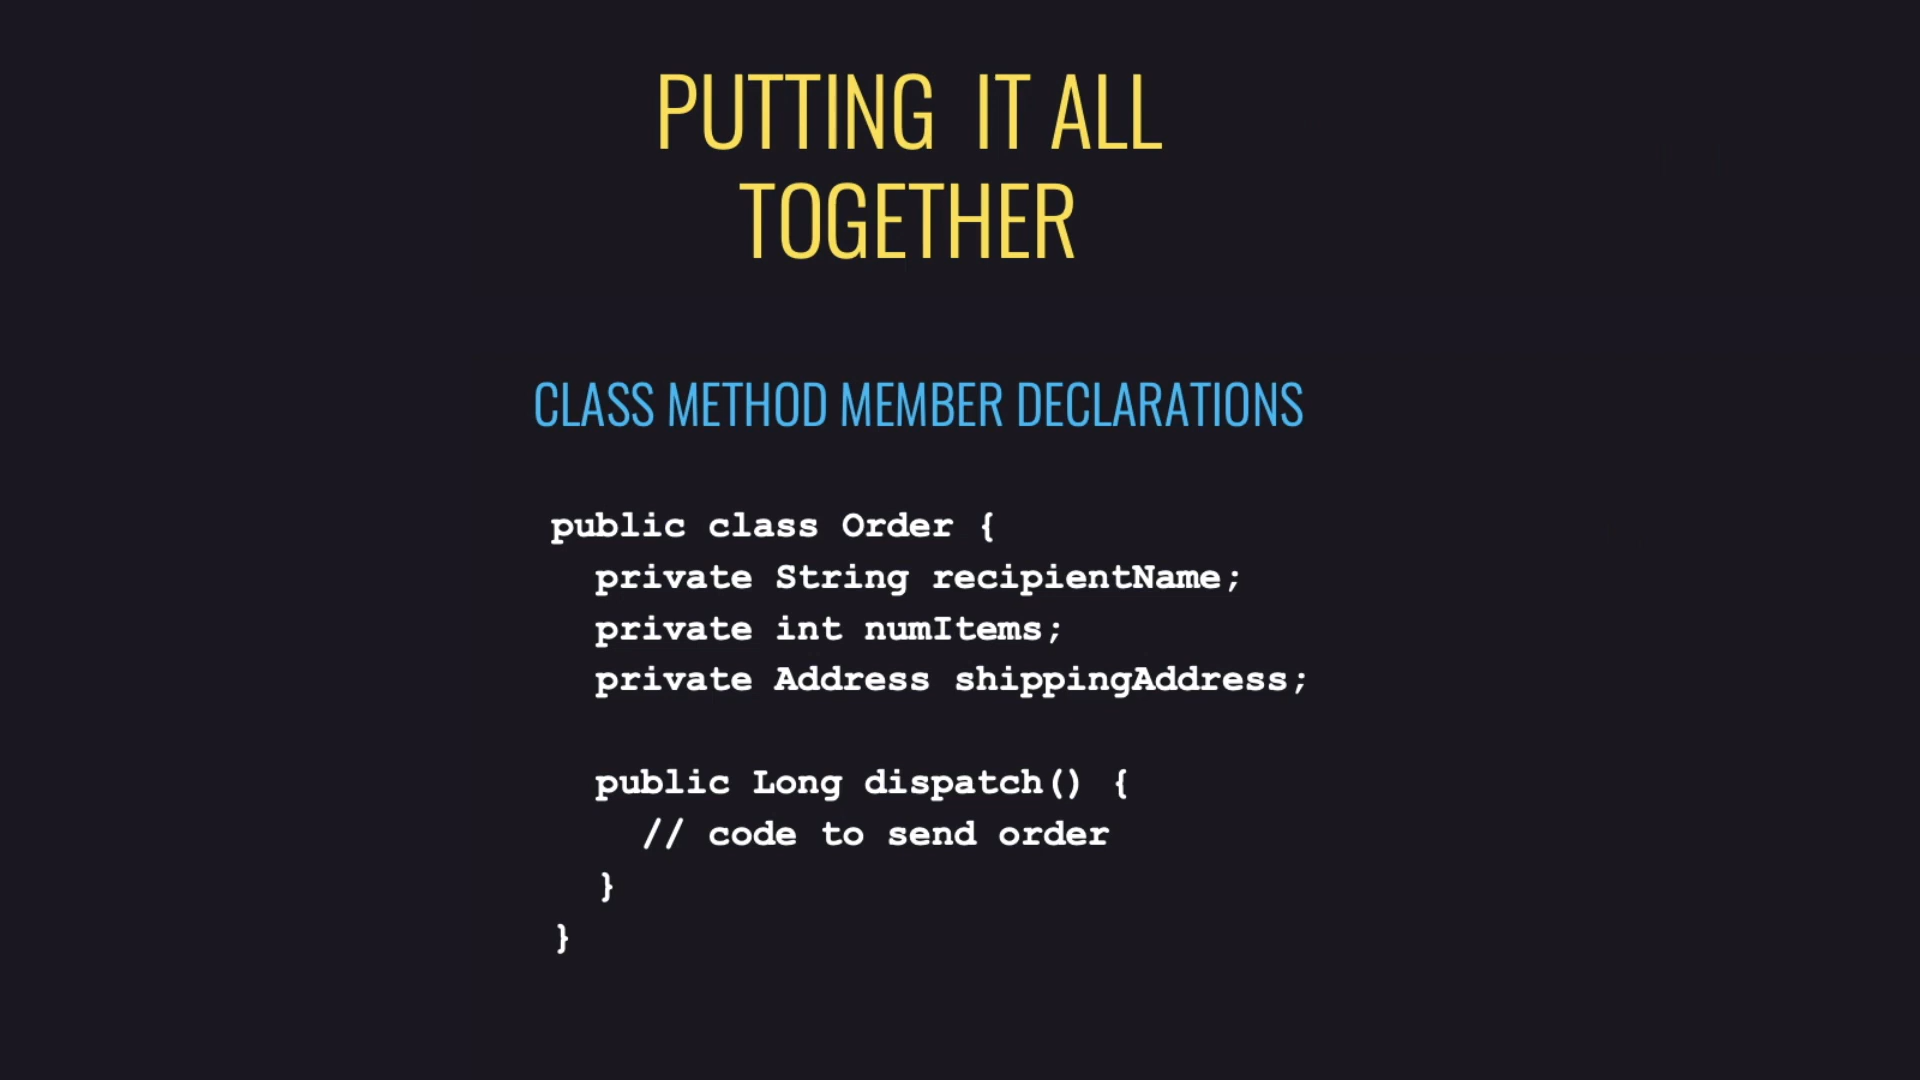 PUTTING IT ALL
TOGETHER
CLASS METHOD MEMBER DECLARATIONS
public class Order {
private String recipientName;
private int numItems;
private Address shippingAddress;
public Long dispatch() {
// code to send order
}
}